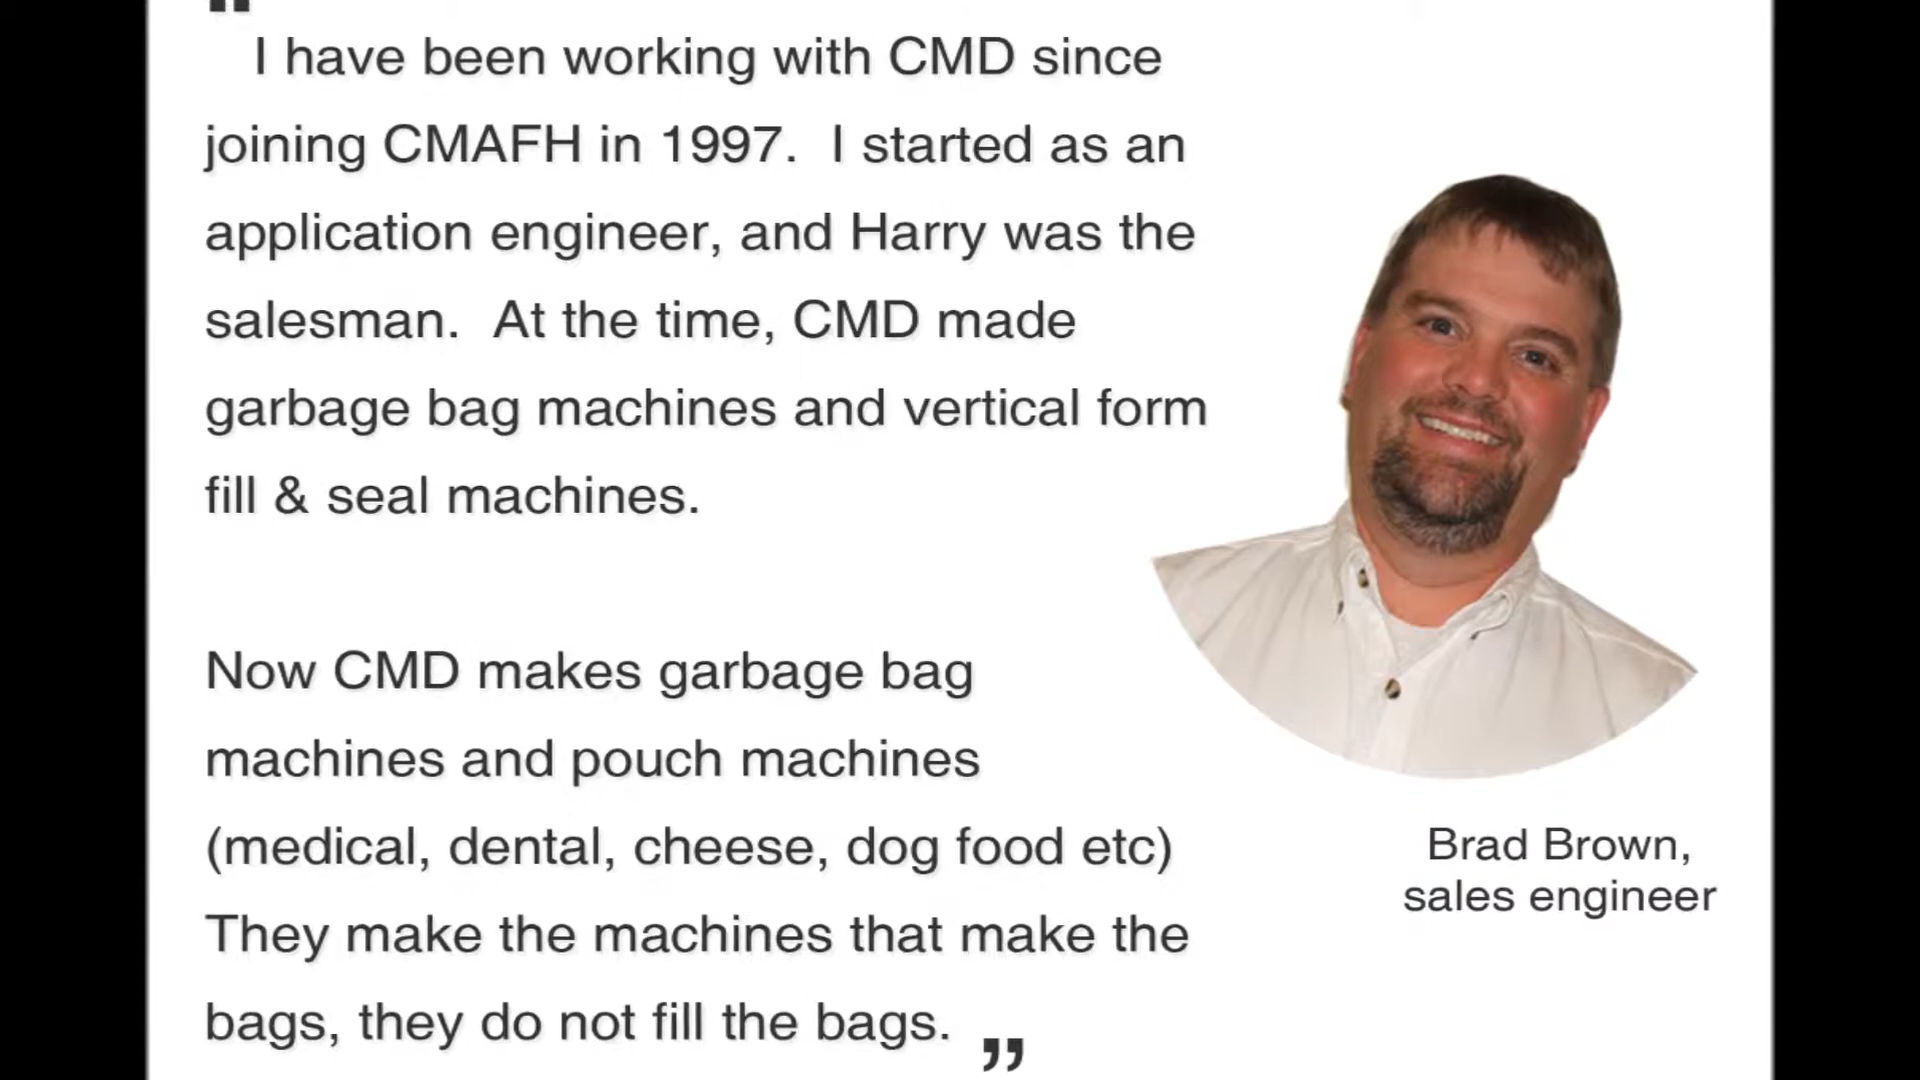 "
I have been working with CMD since
joining CMAFH in 1997.  I started as an
application engineer, and Harry was the
salesman.  At the time, CMD made
garbage bag machines and vertical form
fill & seal machines.
Now CMD makes garbage bag
machines and pouch machines
(medical, dental, cheese, dog food etc)
They make the machines that make the
bags, they do not fill the bags. ”
Brad Brown,
sales engineer